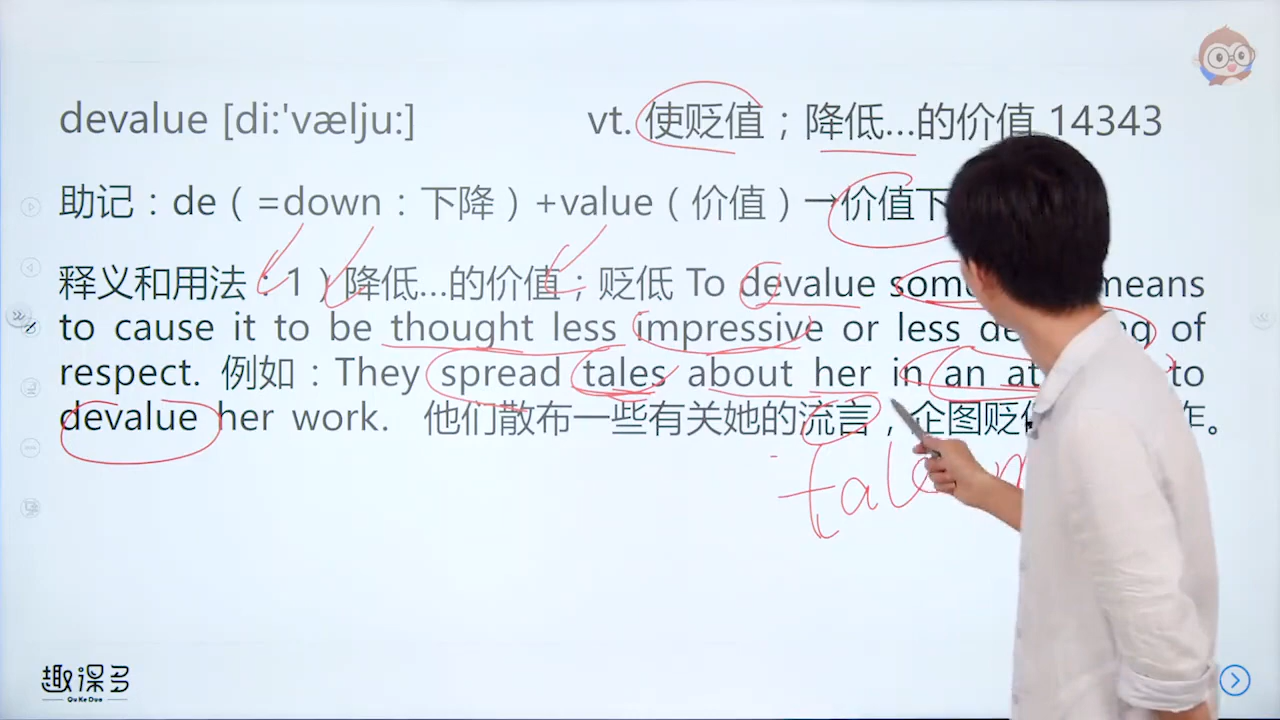 devalue [di:'vælju:] vt. 使贬值；降低...的价值 14343
助记：de（=down：下降）+value（价值）→价值下
释义和用法：1）降低...的价值；贬低 To devalue means
to cause it to be thought less impressive or less of
respect. 例如：They spread tales about her in an to
devalue her work. 他们散布一些有关她的流言，企图贬 作。
趣课多
Qu Ke Duo